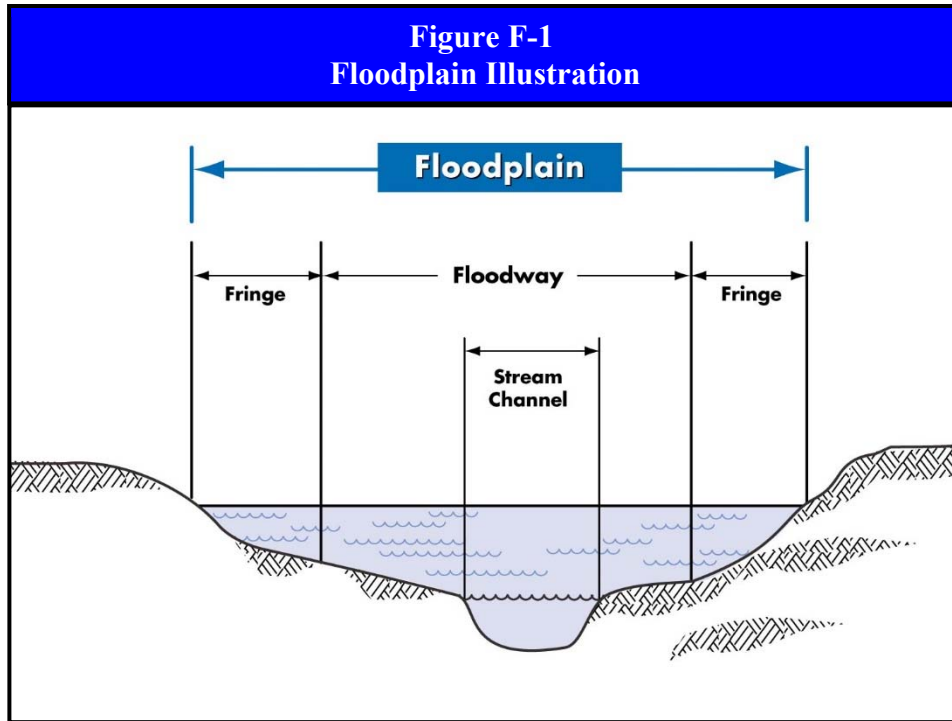 Figure F-1
Floodplain Illustration
Floodplain
Fringe
Floodway
Fringe
Stream
Channel